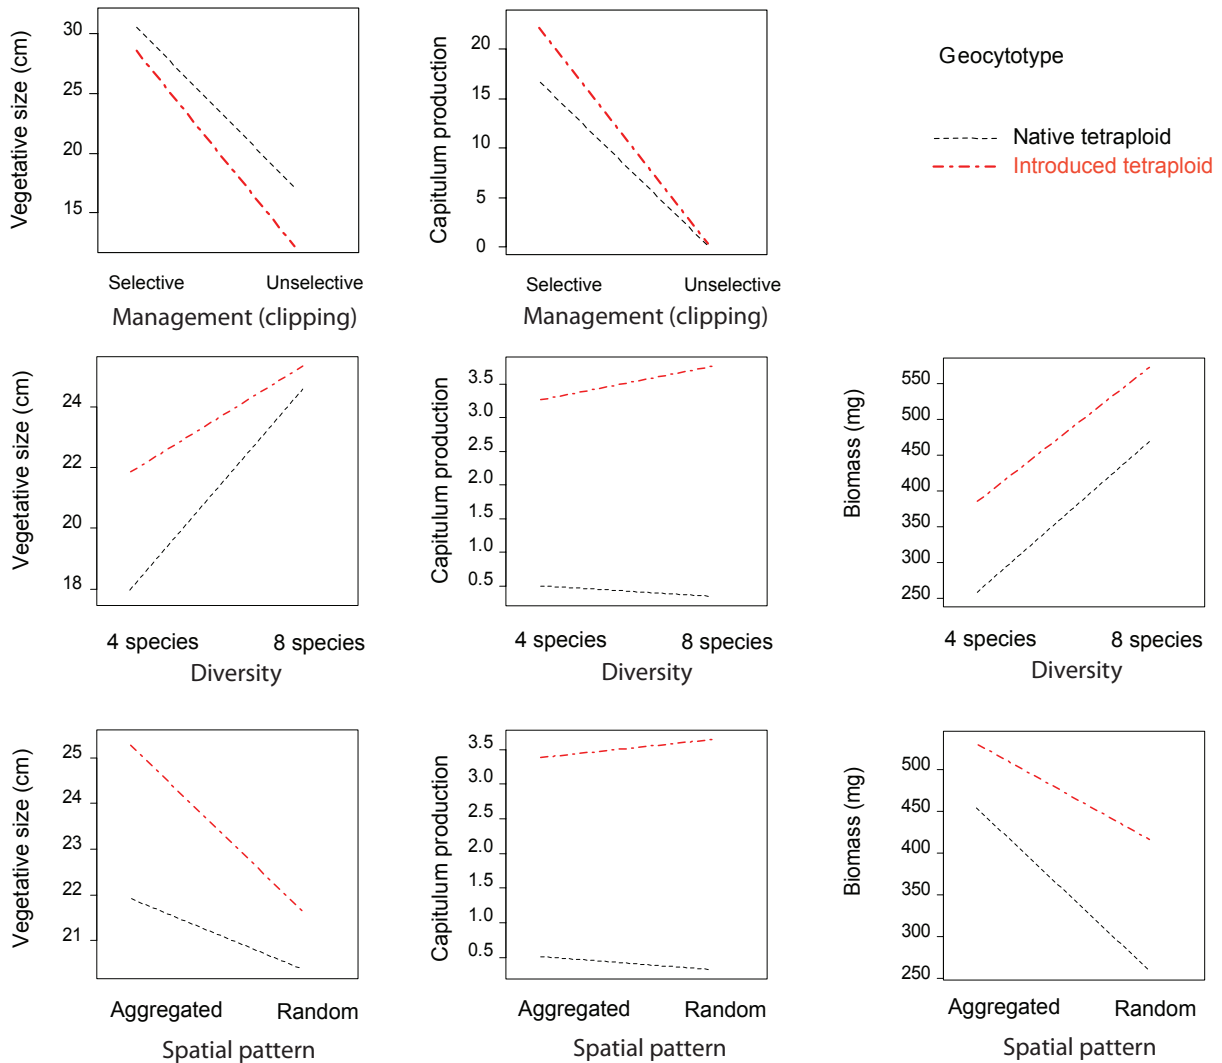 Vegetative size (cm)
30
25
20
15
Selective
Unselective
Management (clipping)
Capitulum production
20
15
10
5
0
Selective
Unselective
Management (clipping)
Geocytotype
Native tetraploid
Introduced tetraploid
Vegetative size (cm)
24
22
20
18
4 species
8 species
Diversity
Capitulum production
3.5
3.0
2.5
2.0
1.5
1.0
0.5
4 species
8 species
Diversity
Biomass (mg)
550
500
450
400
350
300
250
4 species
8 species
Diversity
Vegetative size (cm)
25
24
23
22
21
Aggregated
Random
Spatial pattern
Capitulum production
3.5
3.0
2.5
2.0
1.5
1.0
0.5
Aggregated
Random
Spatial pattern
Biomass (mg)
500
450
400
350
300
250
Aggregated
Random
Spatial pattern